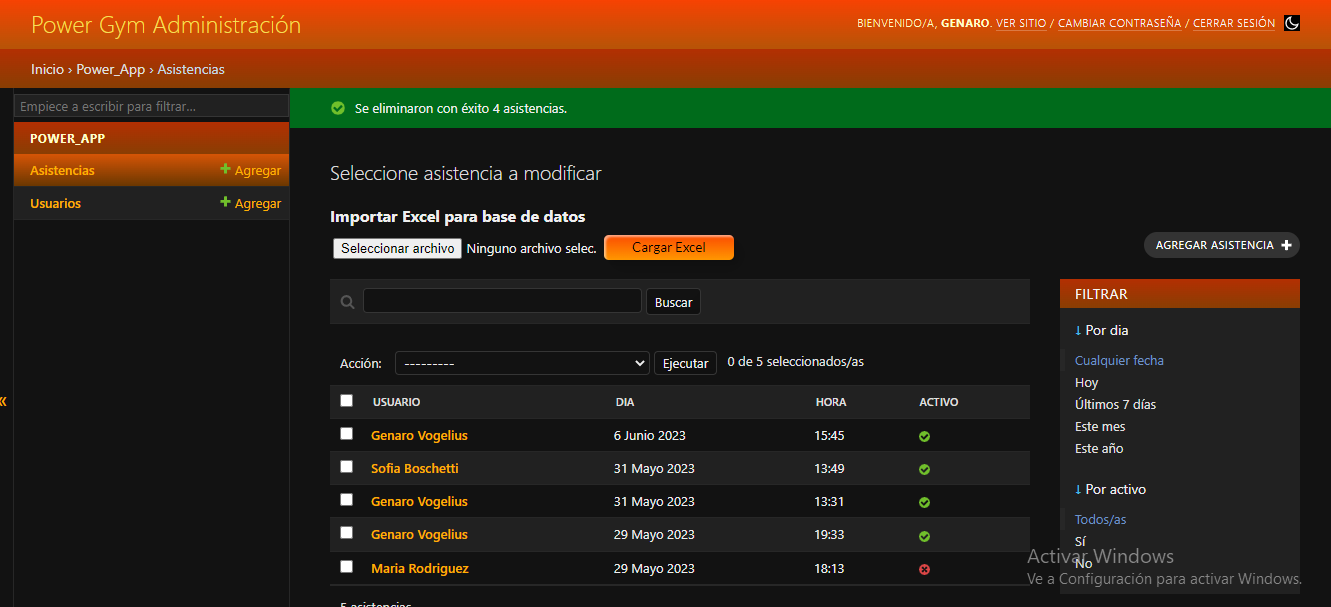 Power Gym Administración
BIENVENIDO/A, GENARO. VER SITIO / CAMBIAR CONTRASEÑA / CERRAR SESIÓN
Inicio › Power_App › Asistencias
Empiece a escribir para filtrar...
POWER_APP
Asistencias + Agregar
Usuarios + Agregar
«
Se eliminaron con éxito 4 asistencias.
Seleccione asistencia a modificar
Importar Excel para base de datos
Seleccionar archivo Ninguno archivo selec. Cargar Excel
AGREGAR ASISTENCIA +
Buscar
Acción: --------- Ejecutar 0 de 5 seleccionados/as
USUARIO DIA HORA ACTIVO
Genaro Vogelius 6 Junio 2023 15:45
Sofia Boschetti 31 Mayo 2023 13:49
Genaro Vogelius 31 Mayo 2023 13:31
Genaro Vogelius 29 Mayo 2023 19:33
Maria Rodriguez 29 Mayo 2023 18:13
5 asistencias
FILTRAR
↓ Por dia
Cualquier fecha
Hoy
Últimos 7 días
Este mes
Este año
↓ Por activo
Todos/as
Sí
No
Activar Windows
Ve a Configuración para activar Windows.